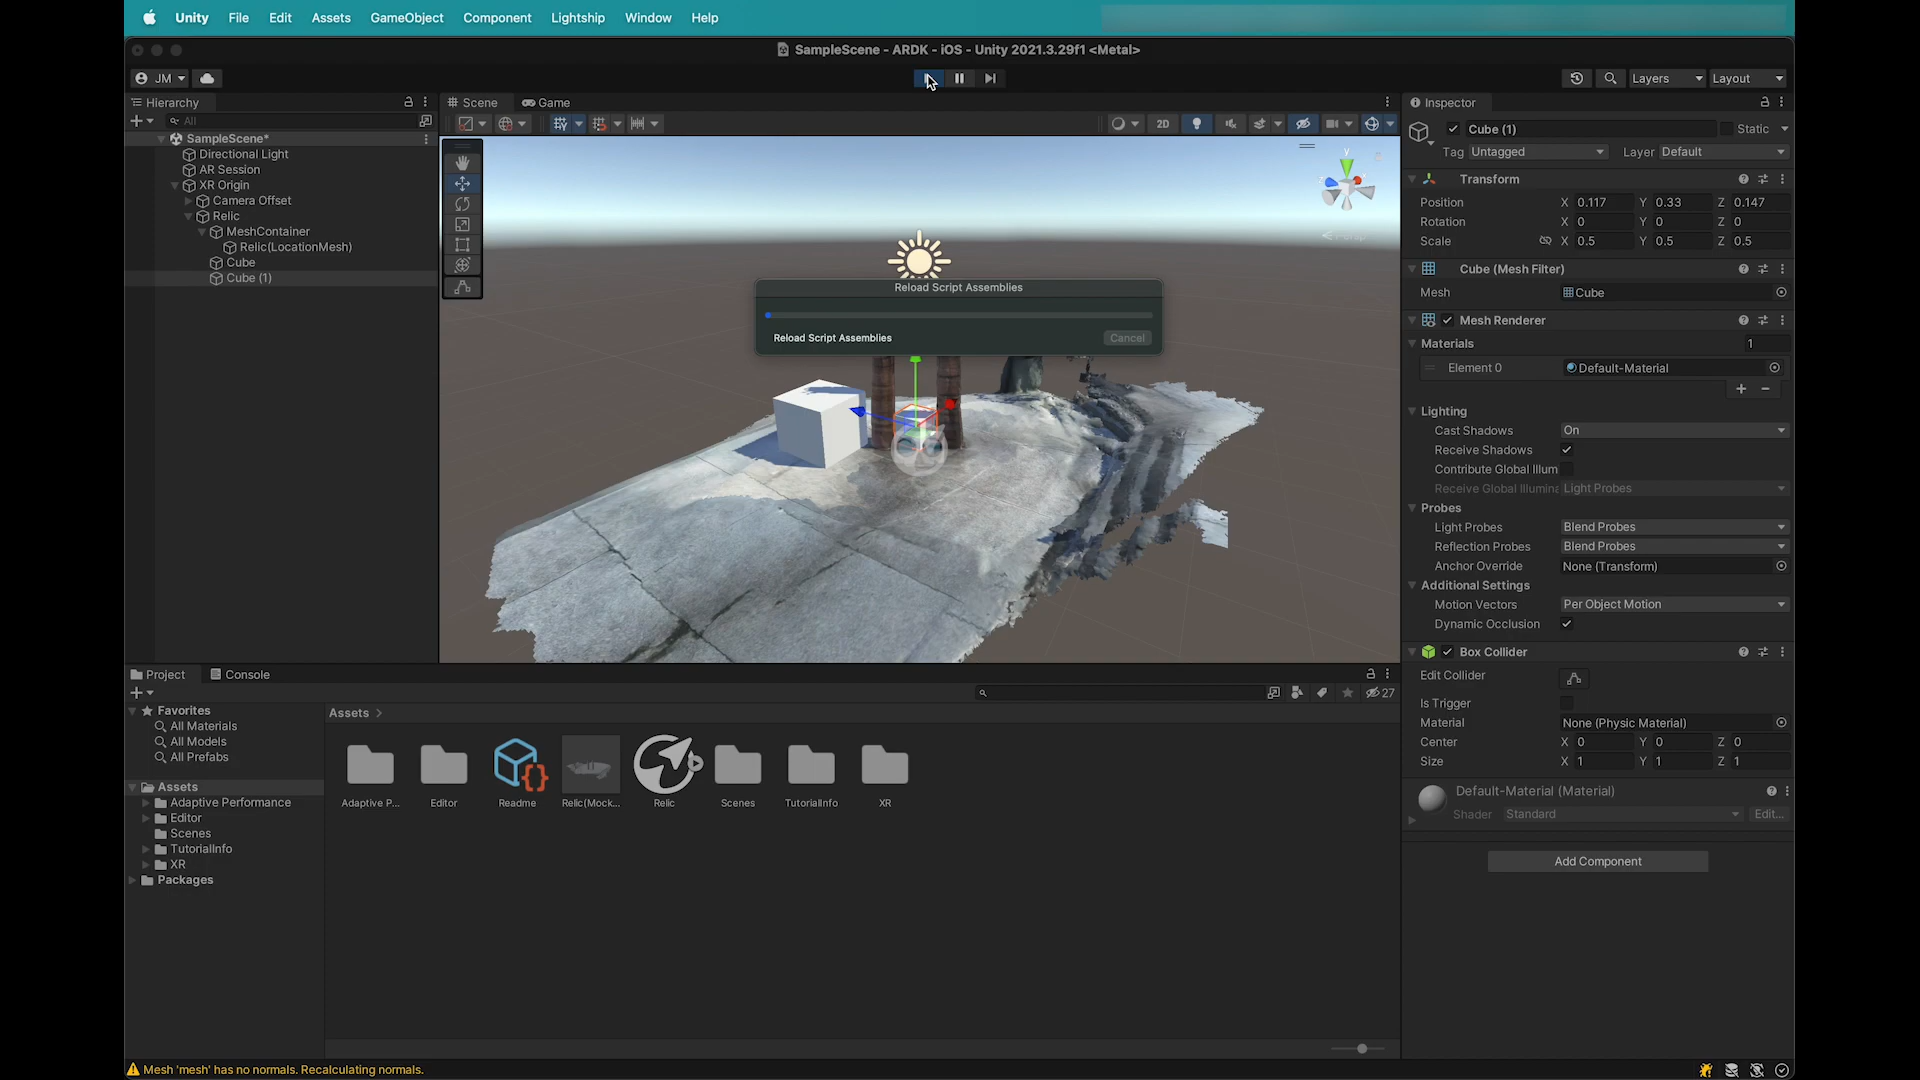 Unity File Edit Assets GameObject Component Lightship Window Help
SampleScene - ARDK - iOS - Unity 2021.3.29f1 <Metal>
JM
Layers
Layout
Hierarchy
All
SampleScene*
Directional Light
AR Session
XR Origin
Camera Offset
Relic
MeshContainer
Relic(LocationMesh)
Cube
Cube (1)
Scene
Game
2D
y
Reload Script Assemblies
Reload Script Assemblies
Cancel
Inspector
Cube (1)
Static
Tag Untagged
Layer Default
Transform
Position X 0.117 Y 0.33 Z 0.147
Rotation X 0 Y 0 Z 0
Scale X 0.5 Y 0.5 Z 0.5
Cube (Mesh Filter)
Mesh Cube
Mesh Renderer
Materials 1
Element 0 Default-Material
Lighting
Cast Shadows On
Receive Shadows
Contribute Global Illum
Receive Global Illumina Light Probes
Probes
Light Probes Blend Probes
Reflection Probes Blend Probes
Anchor Override None (Transform)
Additional Settings
Motion Vectors Per Object Motion
Dynamic Occlusion
Box Collider
Edit Collider
Is Trigger
Material None (Physic Material)
Center X 0 Y 0 Z 0
Size X 1 Y 1 Z 1
Default-Material (Material)
Shader Standard Edit...
Add Component
Project
Console
27
Favorites
All Materials
All Models
All Prefabs
Assets
Adaptive Performance
Editor
Scenes
TutorialInfo
XR
Packages
Assets >
Adaptive P...
Editor
Readme
Relic(Mock...
Relic
Scenes
TutorialInfo
XR
Mesh 'mesh' has no normals. Recalculating normals.